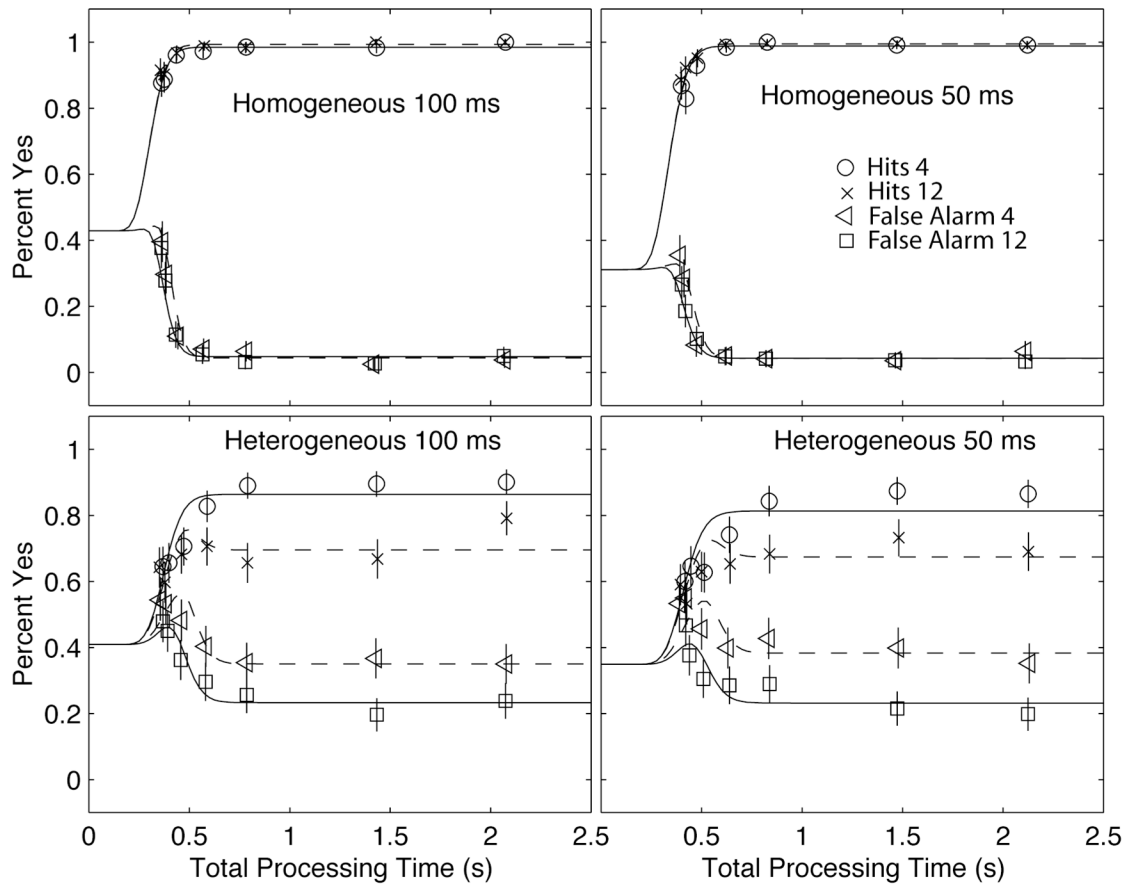 Homogeneous 100 ms
Homogeneous 50 ms
Percent Yes
1
0.8
0.6
0.4
0.2
0
Hits 4
Hits 12
False Alarm 4
False Alarm 12
Heterogeneous 100 ms
Heterogeneous 50 ms
Percent Yes
1
0.8
0.6
0.4
0.2
0
0 0.5 1 1.5 2 2.5
0.5 1 1.5 2 2.5
Total Processing Time (s)
Total Processing Time (s)